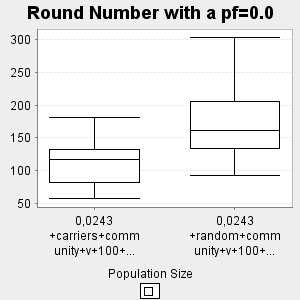 Round Number with a pf=0.0
300
250
200
150
100
50
0,0243
+carriers+comm
unity+v+100+...
0,0243
+random+comm
unity+v+100+...
Population Size